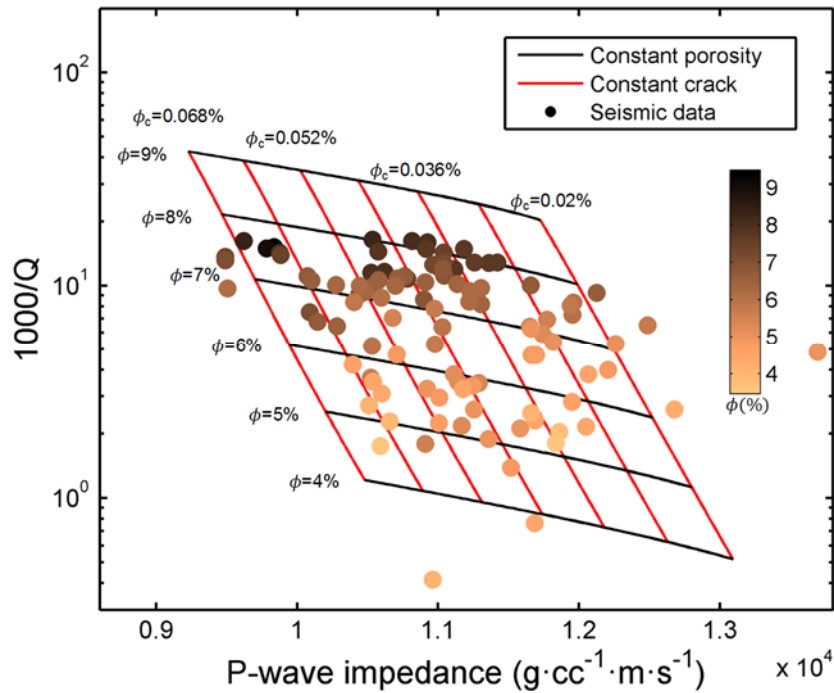 10²
10¹
10⁰
1000/Q
Constant porosity
Constant crack
Seismic data
ϕc=0.068%
ϕc=0.052%
ϕc=0.036%
ϕc=0.02%
ϕ=9%
ϕ=8%
ϕ=7%
ϕ=6%
ϕ=5%
ϕ=4%
9
8
7
6
5
4
ϕ(%)
0.9 1 1.1 1.2 1.3
P-wave impedance (g·cc⁻¹·m·s⁻¹) x 10⁴